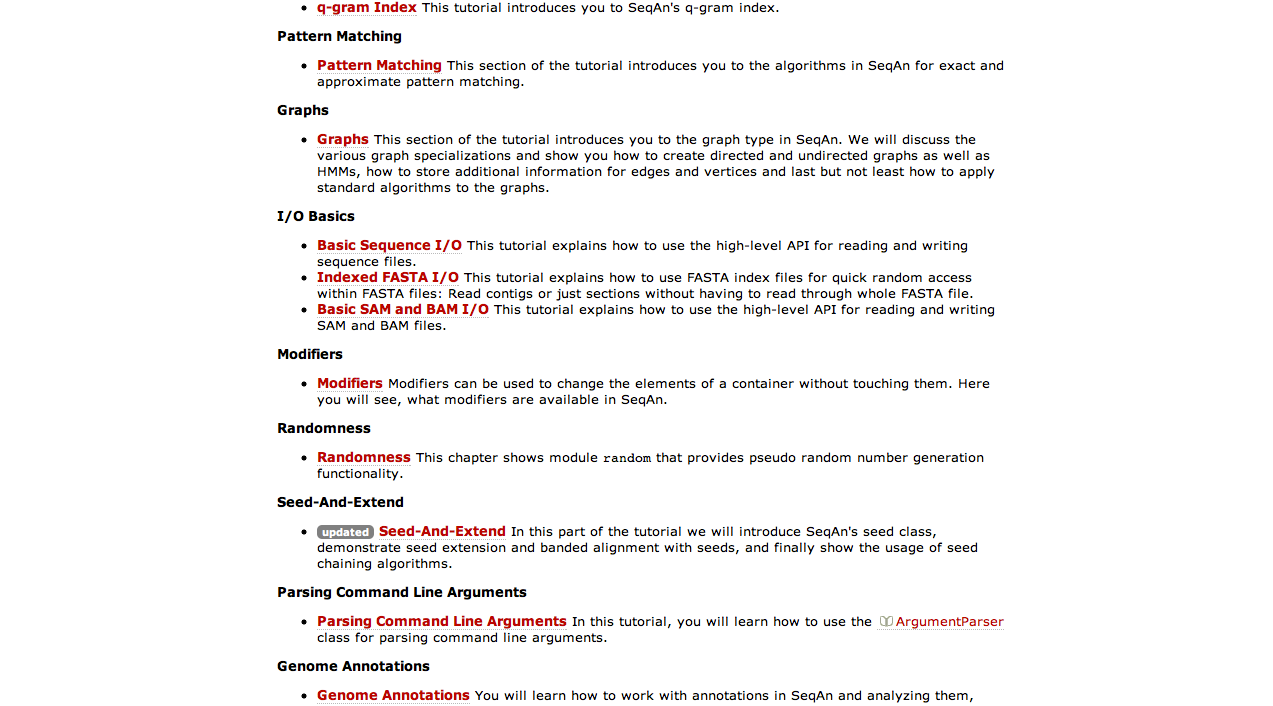 q-gram Index This tutorial introduces you to SeqAn's q-gram index.
Pattern Matching
Pattern Matching This section of the tutorial introduces you to the algorithms in SeqAn for exact and
approximate pattern matching.
Graphs
Graphs This section of the tutorial introduces you to the graph type in SeqAn. We will discuss the
various graph specializations and show you how to create directed and undirected graphs as well as
HMMs, how to store additional information for edges and vertices and last but not least how to apply
standard algorithms to the graphs.
I/O Basics
Basic Sequence I/O This tutorial explains how to use the high-level API for reading and writing
sequence files.
Indexed FASTA I/O This tutorial explains how to use FASTA index files for quick random access
within FASTA files: Read contigs or just sections without having to read through whole FASTA file.
Basic SAM and BAM I/O This tutorial explains how to use the high-level API for reading and writing
SAM and BAM files.
Modifiers
Modifiers Modifiers can be used to change the elements of a container without touching them. Here
you will see, what modifiers are available in SeqAn.
Randomness
Randomness This chapter shows module random that provides pseudo random number generation
functionality.
Seed-And-Extend
updated Seed-And-Extend In this part of the tutorial we will introduce SeqAn's seed class,
demonstrate seed extension and banded alignment with seeds, and finally show the usage of seed
chaining algorithms.
Parsing Command Line Arguments
Parsing Command Line Arguments In this tutorial, you will learn how to use the ArgumentParser
class for parsing command line arguments.
Genome Annotations
Genome Annotations You will learn how to work with annotations in SeqAn and analyzing them,